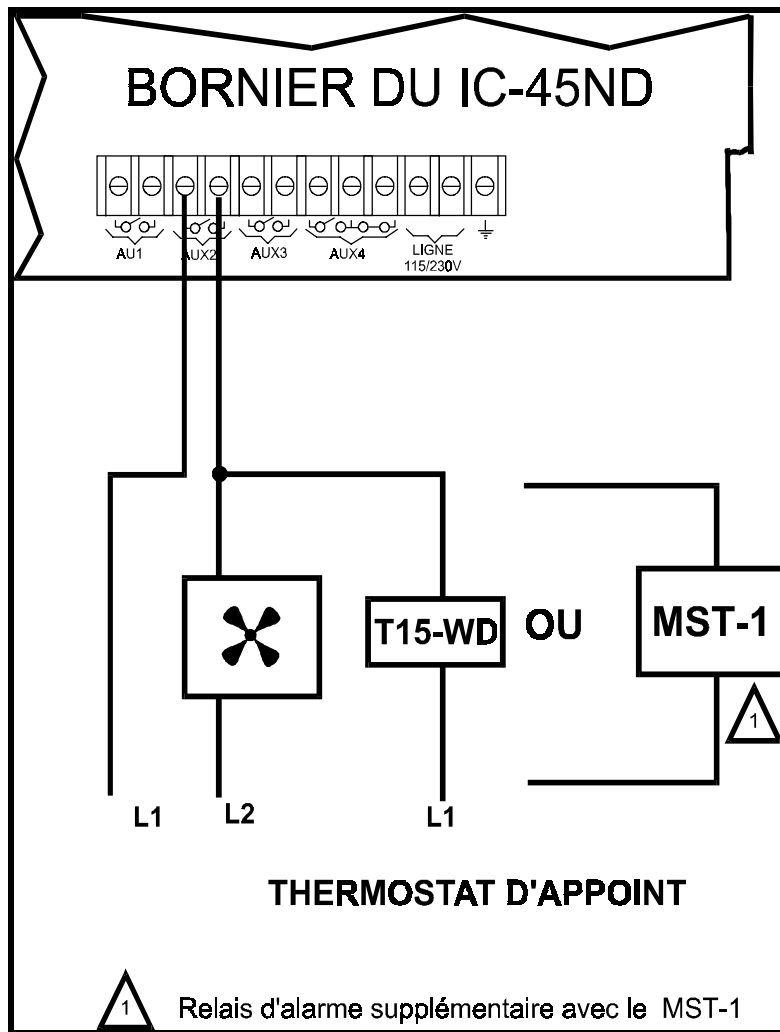 BORNIER DU IC-45ND
AU1
AUX2
AUX3
AUX4
LIGNE
115/230V
T15-WD
OU
MST-1
1
L1
L2
L1
THERMOSTAT D'APPOINT
1
Relais d'alarme supplémentaire avec le MST-1